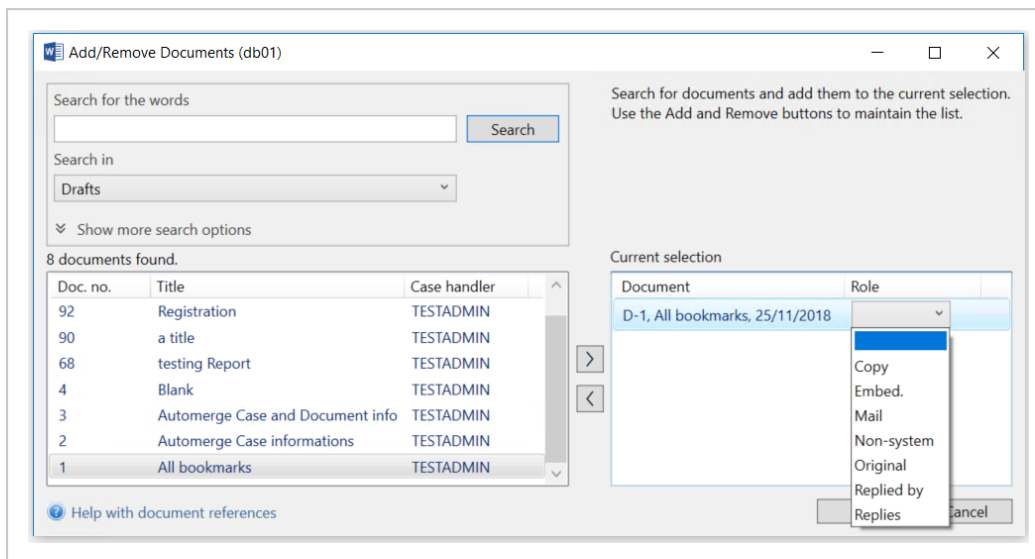 Add/Remove Documents (db01)
Search for the words
Search
Search in
Drafts
Show more search options
Search for documents and add them to the current selection.
Use the Add and Remove buttons to maintain the list.
8 documents found.
Doc. no. Title Case handler
92 Registration TESTADMIN
90 a title TESTADMIN
68 testing Report TESTADMIN
4 Blank TESTADMIN
3 Automerge Case and Document info TESTADMIN
2 Automerge Case informations TESTADMIN
1 All bookmarks TESTADMIN
Current selection
Document Role
D-1, All bookmarks, 25/11/2018
Copy
Embed.
Mail
Non-system
Original
Replied by
Replies
Help with document references
Cancel